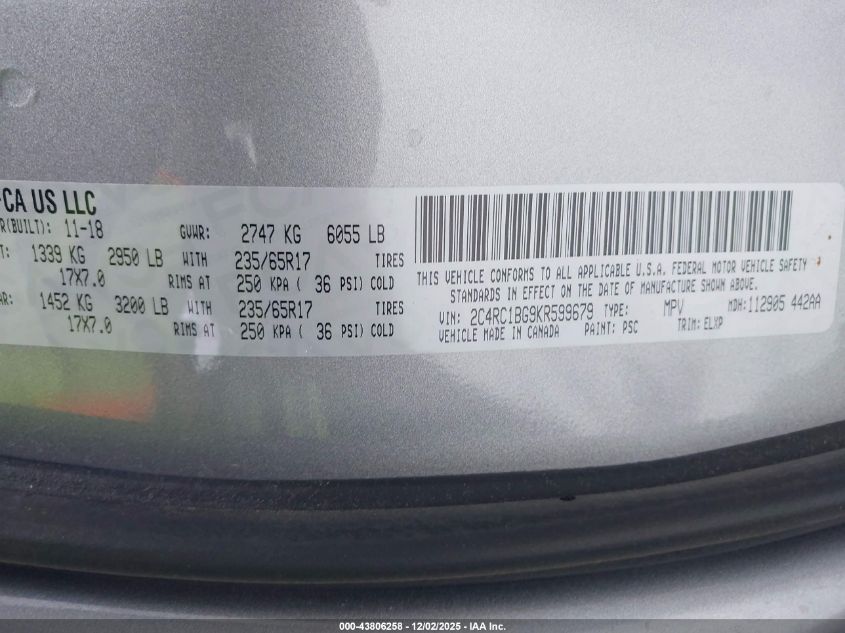 -CA US LLC
R(BUILT): 11-18 GVWR: 2747 KG 6055 LB
T: 1339 KG 2950 LB WITH 235/65R17 TIRES
17X7.0 RIMS AT 250 KPA ( 36 PSI) COLD
AR: 1452 KG 3200 LB WITH 235/65R17 TIRES
17X7.0 RIMS AT 250 KPA ( 36 PSI) COLD
THIS VEHICLE CONFORMS TO ALL APPLICABLE U.S.A. FEDERAL MOTOR VEHICLE SAFETY
STANDARDS IN EFFECT ON THE DATE OF MANUFACTURE SHOWN ABOVE.
VIN: 2C4RC1BG9KR599679 TYPE: MPV MDH:112905 442AA
VEHICLE MADE IN CANADA PAINT: PSC TRIM: ELXP
000-43806258 - 12/02/2025 - IAA Inc.